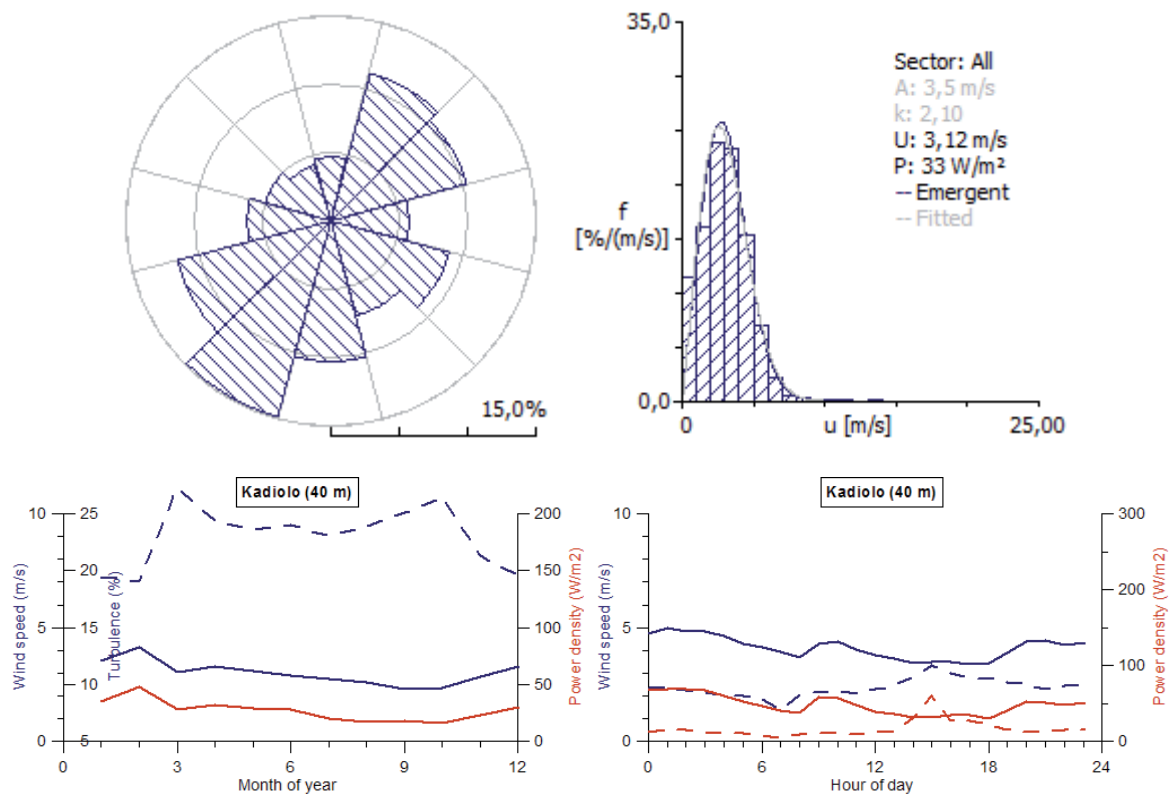 15,0%
35,0
f
[%/(m/s)]
0,0
0
u [m/s]
25,00
Sector: All
A: 3,5 m/s
k: 2,10
U: 3,12 m/s
P: 33 W/m²
Emergent
Fitted
Kadiolo (40 m)
10
5
0
Wind speed (m/s)
25
20
15
10
5
Turbulence (%)
200
150
100
50
0
Power density (W/m2)
0
3
6
9
12
Month of year
Kadiolo (40 m)
10
5
0
Wind speed (m/s)
300
200
100
0
Power density (W/m2)
0
6
12
18
24
Hour of day